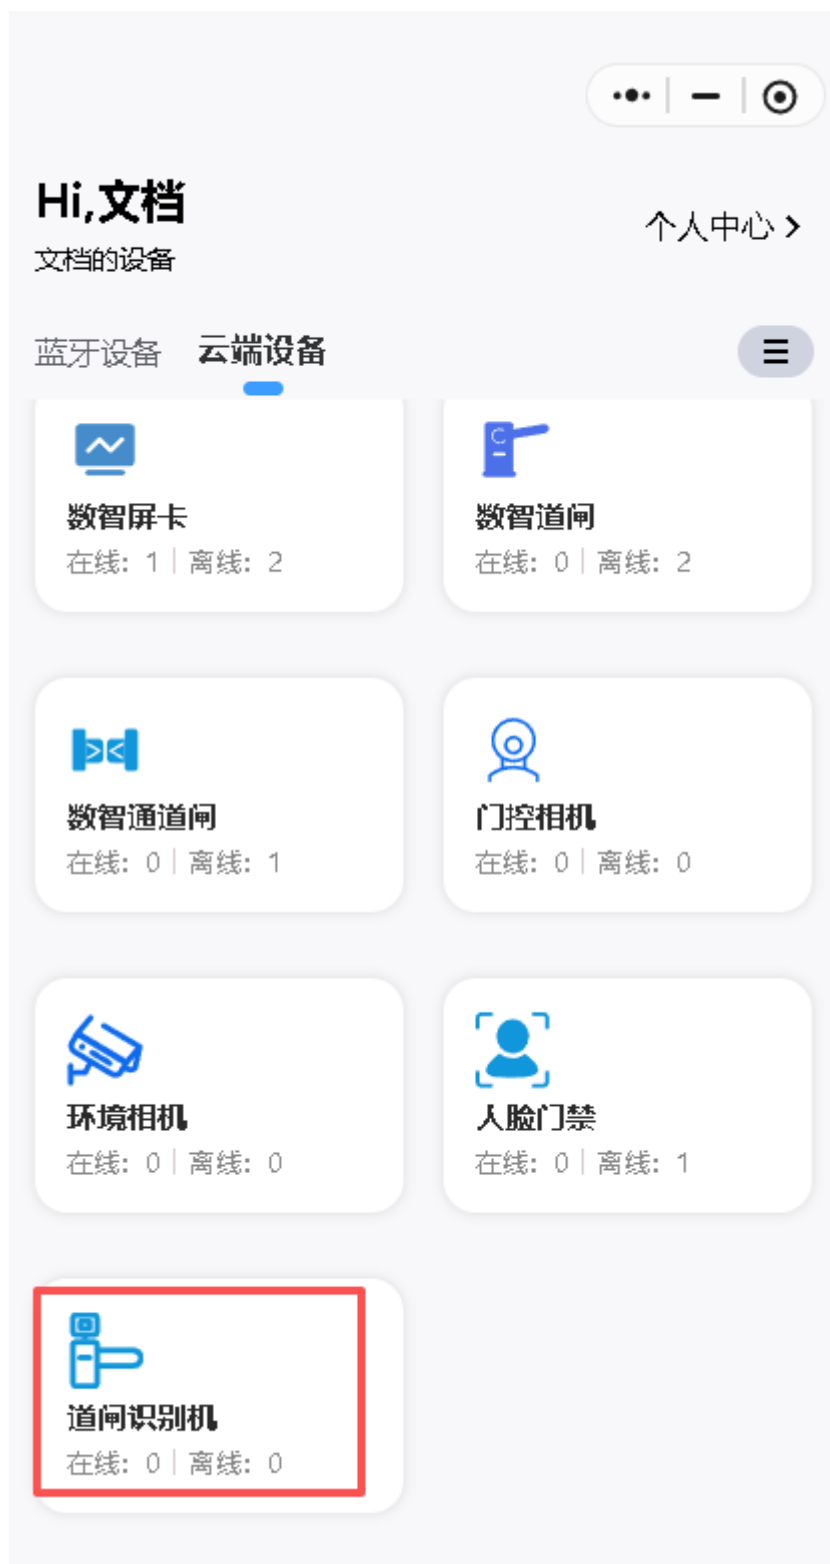 Hi,文档
个人中心
文档的设备
蓝牙设备 云端设备
数智屏卡
在线: 1 | 离线: 2
数智道闸
在线: 0 | 离线: 2
数智通道闸
在线: 0 | 离线: 1
门控相机
在线: 0 | 离线: 0
环境相机
在线: 0 | 离线: 0
人脸门禁
在线: 0 | 离线: 1
道闸识别机
在线: 0 | 离线: 0